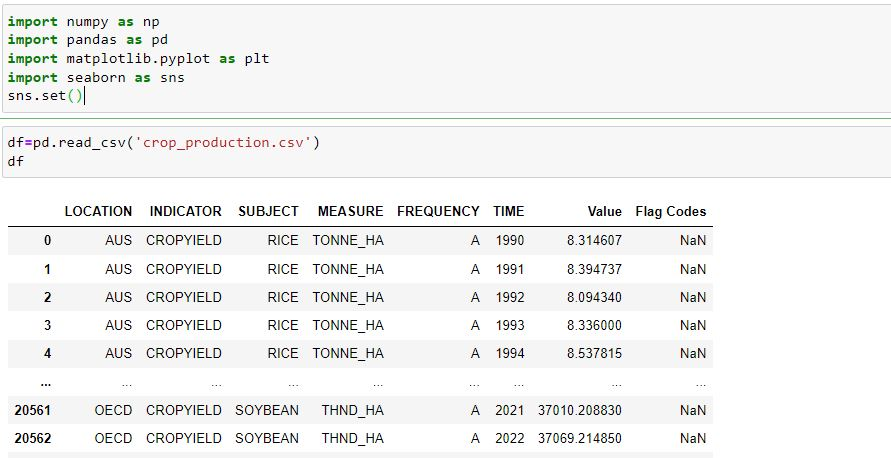 import numpy as np
import pandas as pd
import matplotlib.pyplot as plt
import seaborn as sns
sns.set()
df=pd.read_csv('crop_production.csv')
df
LOCATION INDICATOR SUBJECT MEASURE FREQUENCY TIME Value Flag Codes
0 AUS CROPYIELD RICE TONNE_HA A 1990 8.314607 NaN
1 AUS CROPYIELD RICE TONNE_HA A 1991 8.394737 NaN
2 AUS CROPYIELD RICE TONNE_HA A 1992 8.094340 NaN
3 AUS CROPYIELD RICE TONNE_HA A 1993 8.336000 NaN
4 AUS CROPYIELD RICE TONNE_HA A 1994 8.537815 NaN
... ... ... ... ... ... ... ... ...
20561 OECD CROPYIELD SOYBEAN THND_HA A 2021 37010.208830 NaN
20562 OECD CROPYIELD SOYBEAN THND_HA A 2022 37069.214850 NaN